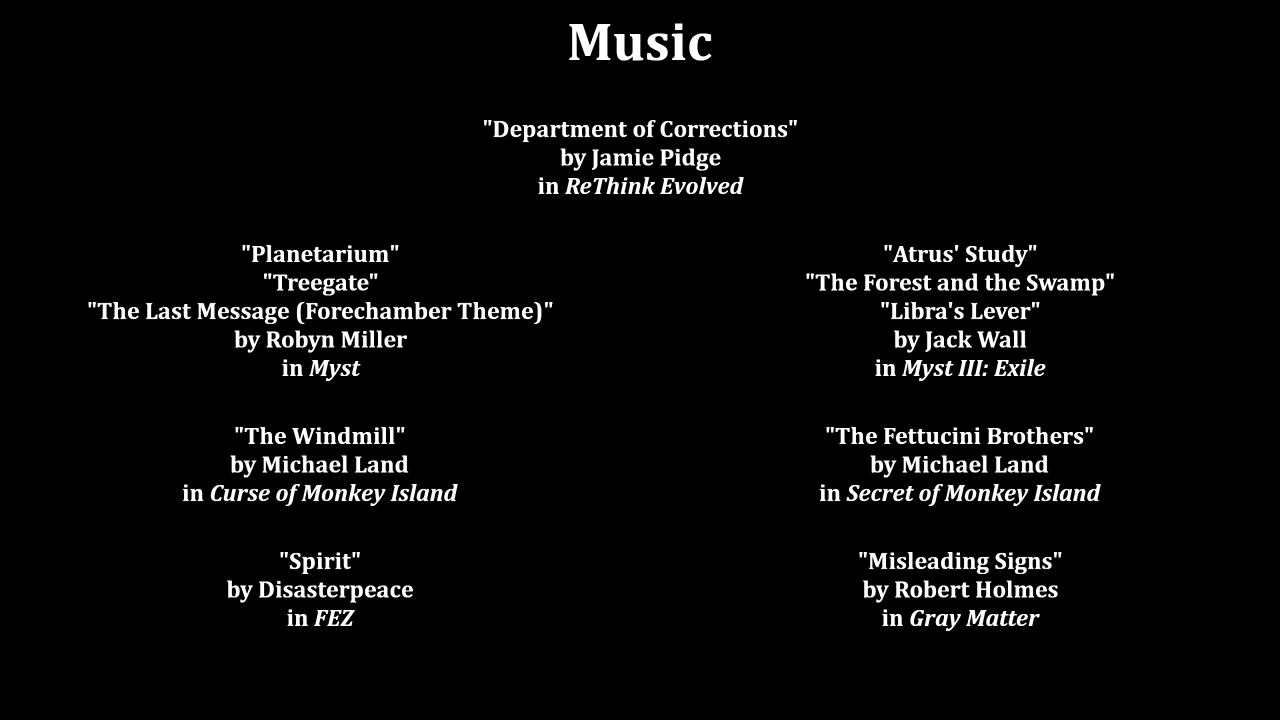 Music
"Department of Corrections"
by Jamie Pidge
in ReThink Evolved
"Planetarium"
"Treegate"
"The Last Message (Forechamber Theme)"
by Robyn Miller
in Myst
"Atrus' Study"
"The Forest and the Swamp"
"Libra's Lever"
by Jack Wall
in Myst III: Exile
"The Windmill"
by Michael Land
in Curse of Monkey Island
"The Fettucini Brothers"
by Michael Land
in Secret of Monkey Island
"Spirit"
by Disasterpeace
in FEZ
"Misleading Signs"
by Robert Holmes
in Gray Matter